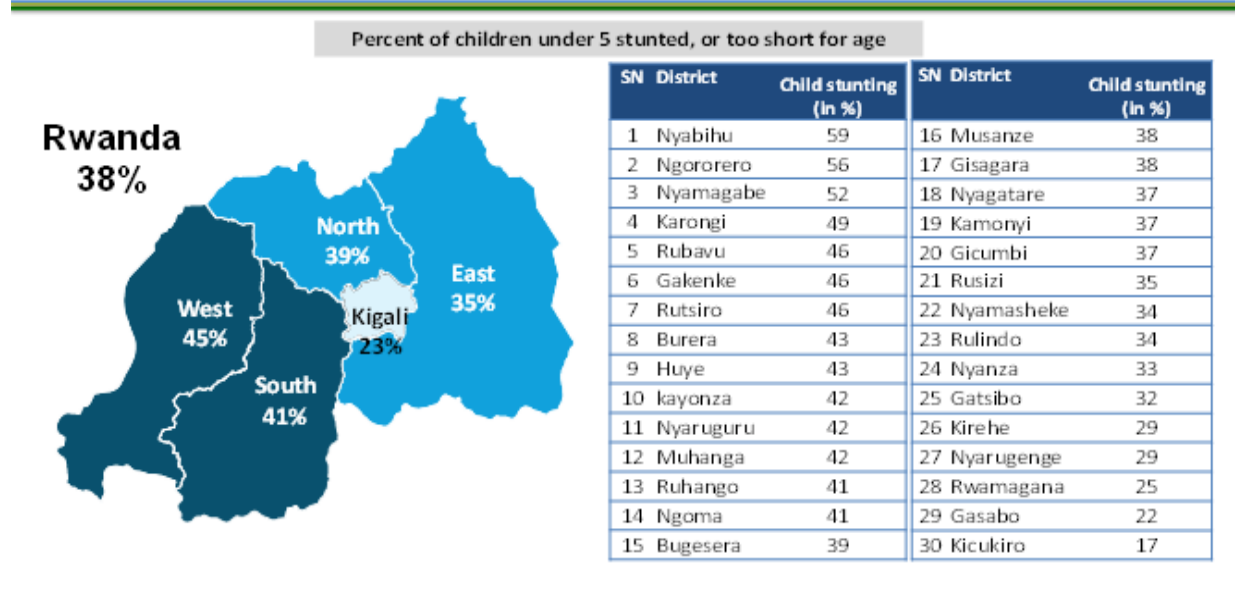 Percent of children under 5 stunted, or too short for age
Rwanda
38%
North
39%
East
35%
Kigali
23%
West
45%
South
41%
SN District Child stunting
(in %)
1 Nyabihu 59
2 Ngororero 56
3 Nyamagabe 52
4 Karongi 49
5 Rubavu 46
6 Gakenke 46
7 Rutsiro 46
8 Burera 43
9 Huye 43
10 kayonza 42
11 Nyaruguru 42
12 Muhanga 42
13 Ruhango 41
14 Ngoma 41
15 Bugesera 39
SN District Child stunting
(in %)
16 Musanze 38
17 Gisagara 38
18 Nyagatare 37
19 Kamonyi 37
20 Gicumbi 37
21 Rusizi 35
22 Nyamasheke 34
23 Rulindo 34
24 Nyanza 33
25 Gatsibo 32
26 Kirehe 29
27 Nyarugenge 29
28 Rwamagana 25
29 Gasabo 22
30 Kicukiro 17